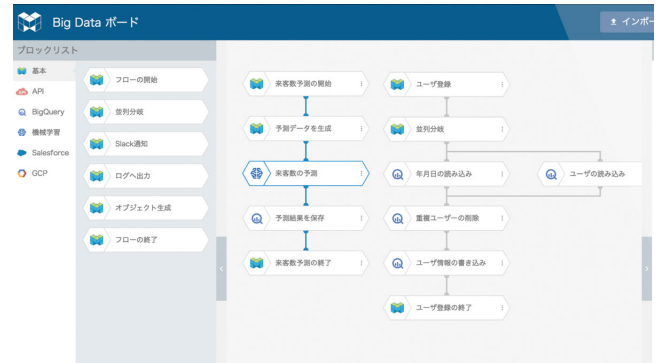 Big Data ボード
インポー
ブロックリスト
基本
API
BigQuery
機械学習
Salesforce
GCP
フローの開始
並列分岐
Slack通知
ログへ出力
オブジェクト生成
フローの終了
来客数予測の開始
予測データを生成
来客数の予測
予測結果を保存
来客数予測の終了
ユーザ登録
並列分岐
年月日の読み込み
ユーザの読み込み
重複ユーザーの削除
ユーザ情報の書き込み
ユーザ登録の終了